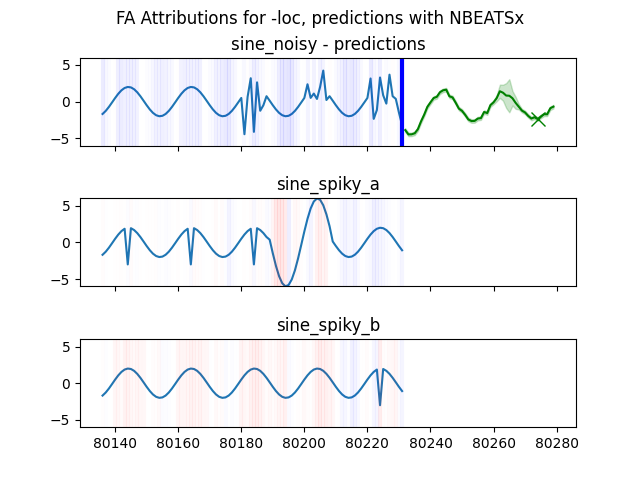 FA Attributions for -loc, predictions with NBEATSx
sine_noisy - predictions
5
0
−5
sine_spiky_a
5
0
−5
sine_spiky_b
5
0
−5
80140 80160 80180 80200 80220 80240 80260 80280